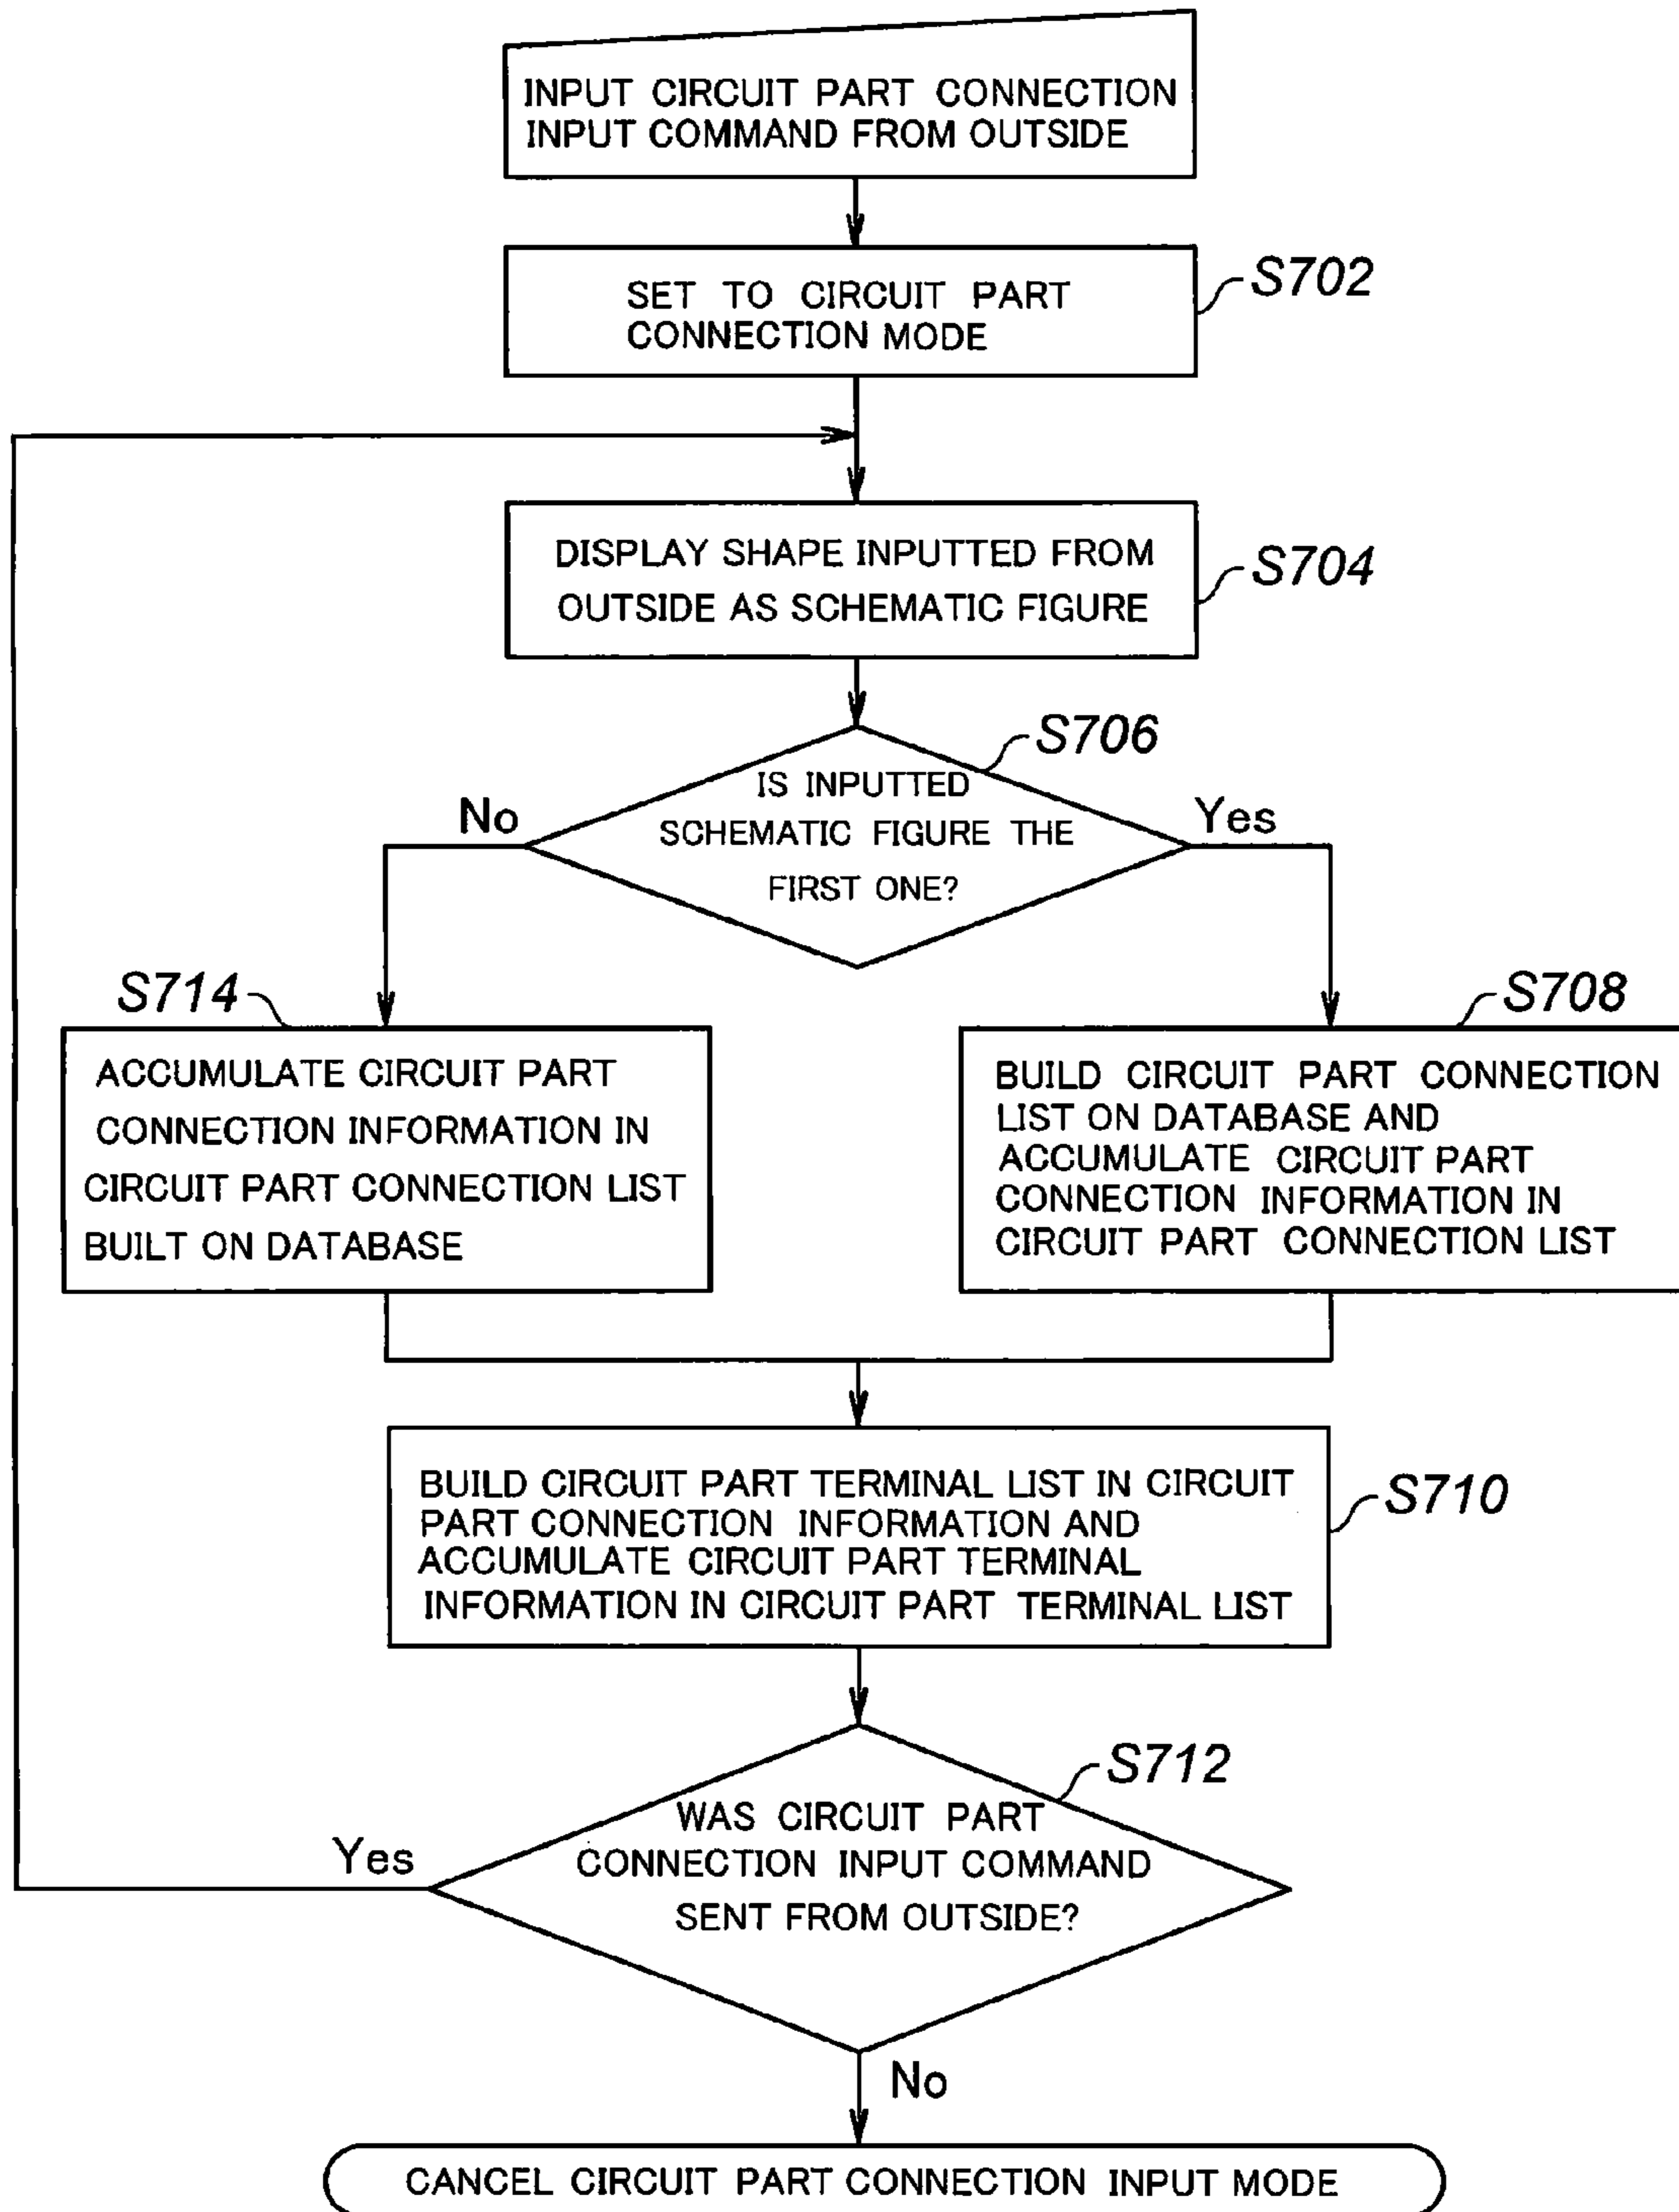 INPUT CIRCUIT PART CONNECTION
INPUT COMMAND FROM OUTSIDE
SET TO CIRCUIT PART
CONNECTION MODE
S702
DISPLAY SHAPE INPUTTED FROM
OUTSIDE AS SCHEMATIC FIGURE
S704
S706
IS INPUTTED
SCHEMATIC FIGURE THE
FIRST ONE?
No
Yes
S714
ACCUMULATE CIRCUIT PART
CONNECTION INFORMATION IN
CIRCUIT PART CONNECTION LIST
BUILT ON DATABASE
S708
BUILD CIRCUIT PART CONNECTION
LIST ON DATABASE AND
ACCUMULATE CIRCUIT PART
CONNECTION INFORMATION IN
CIRCUIT PART CONNECTION LIST
BUILD CIRCUIT PART TERMINAL LIST IN CIRCUIT
PART CONNECTION INFORMATION AND
ACCUMULATE CIRCUIT PART TERMINAL
INFORMATION IN CIRCUIT PART TERMINAL LIST
S710
S712
WAS CIRCUIT PART
CONNECTION INPUT COMMAND
SENT FROM OUTSIDE?
Yes
No
CANCEL CIRCUIT PART CONNECTION INPUT MODE